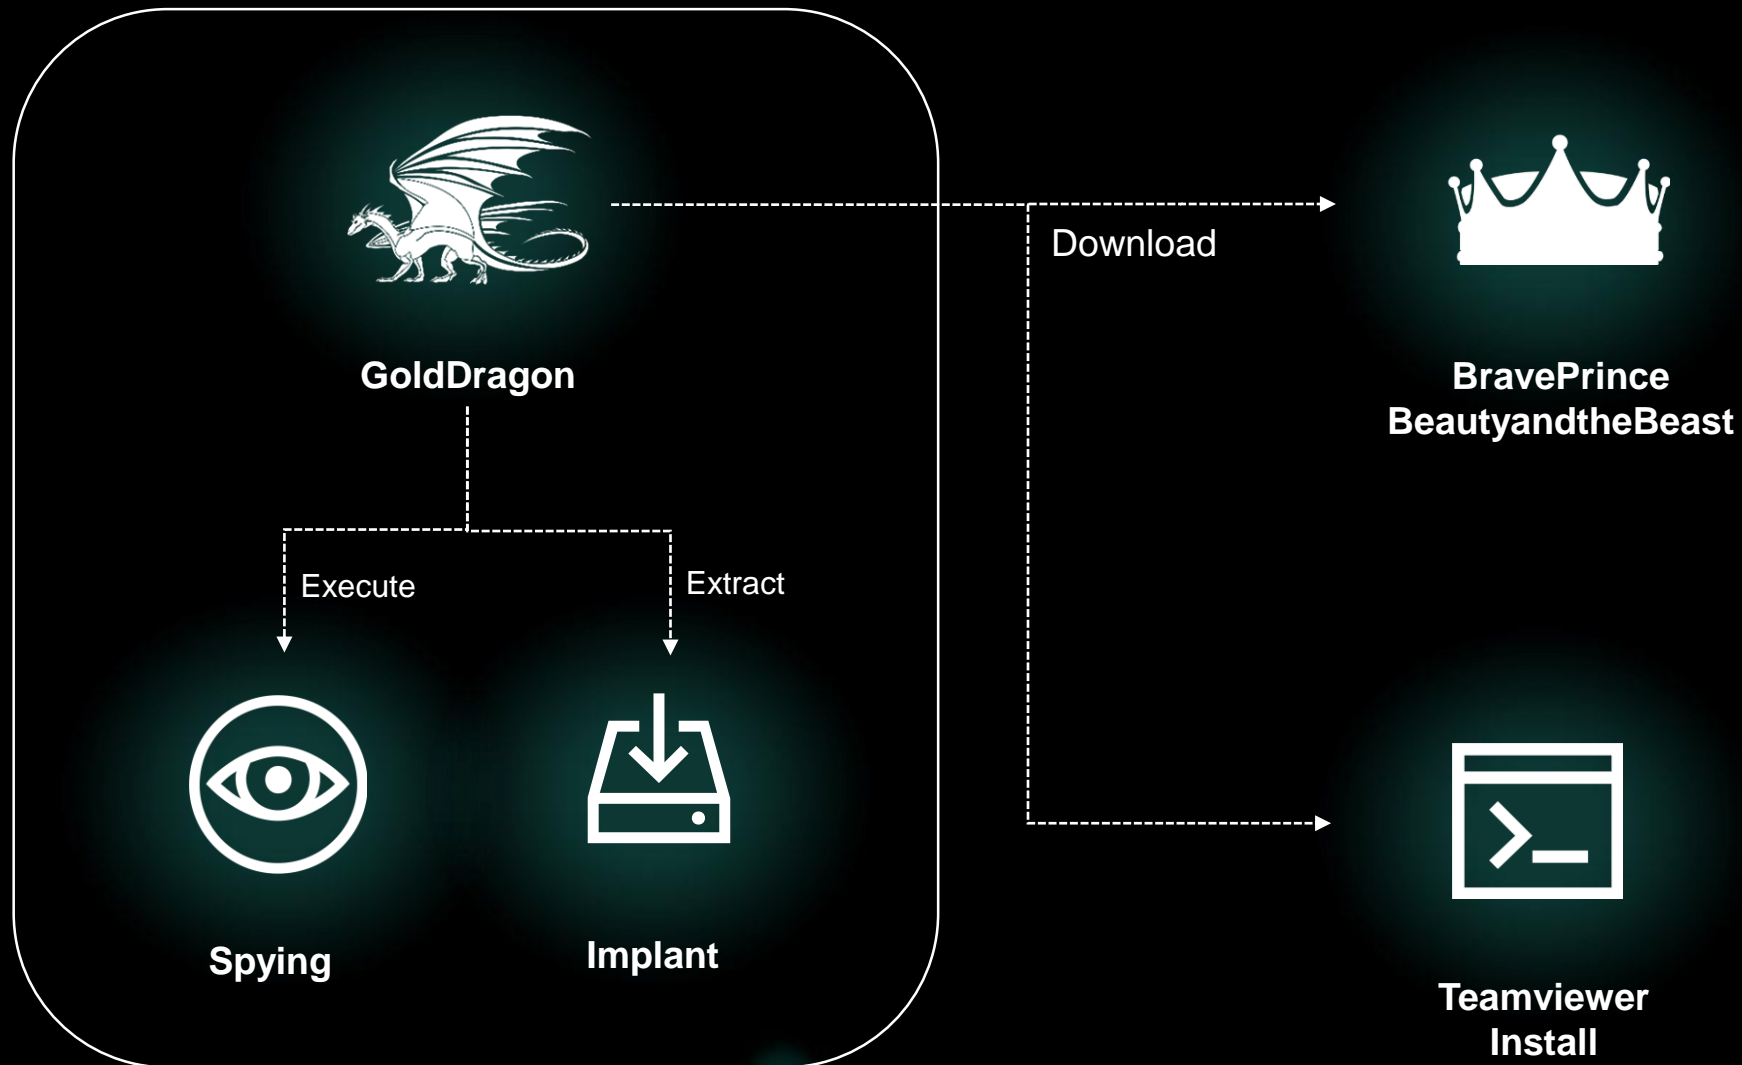 Download
GoldDragon
BravePrince
BeautyandtheBeast
Execute
Extract
Spying
Implant
Teamviewer
Install